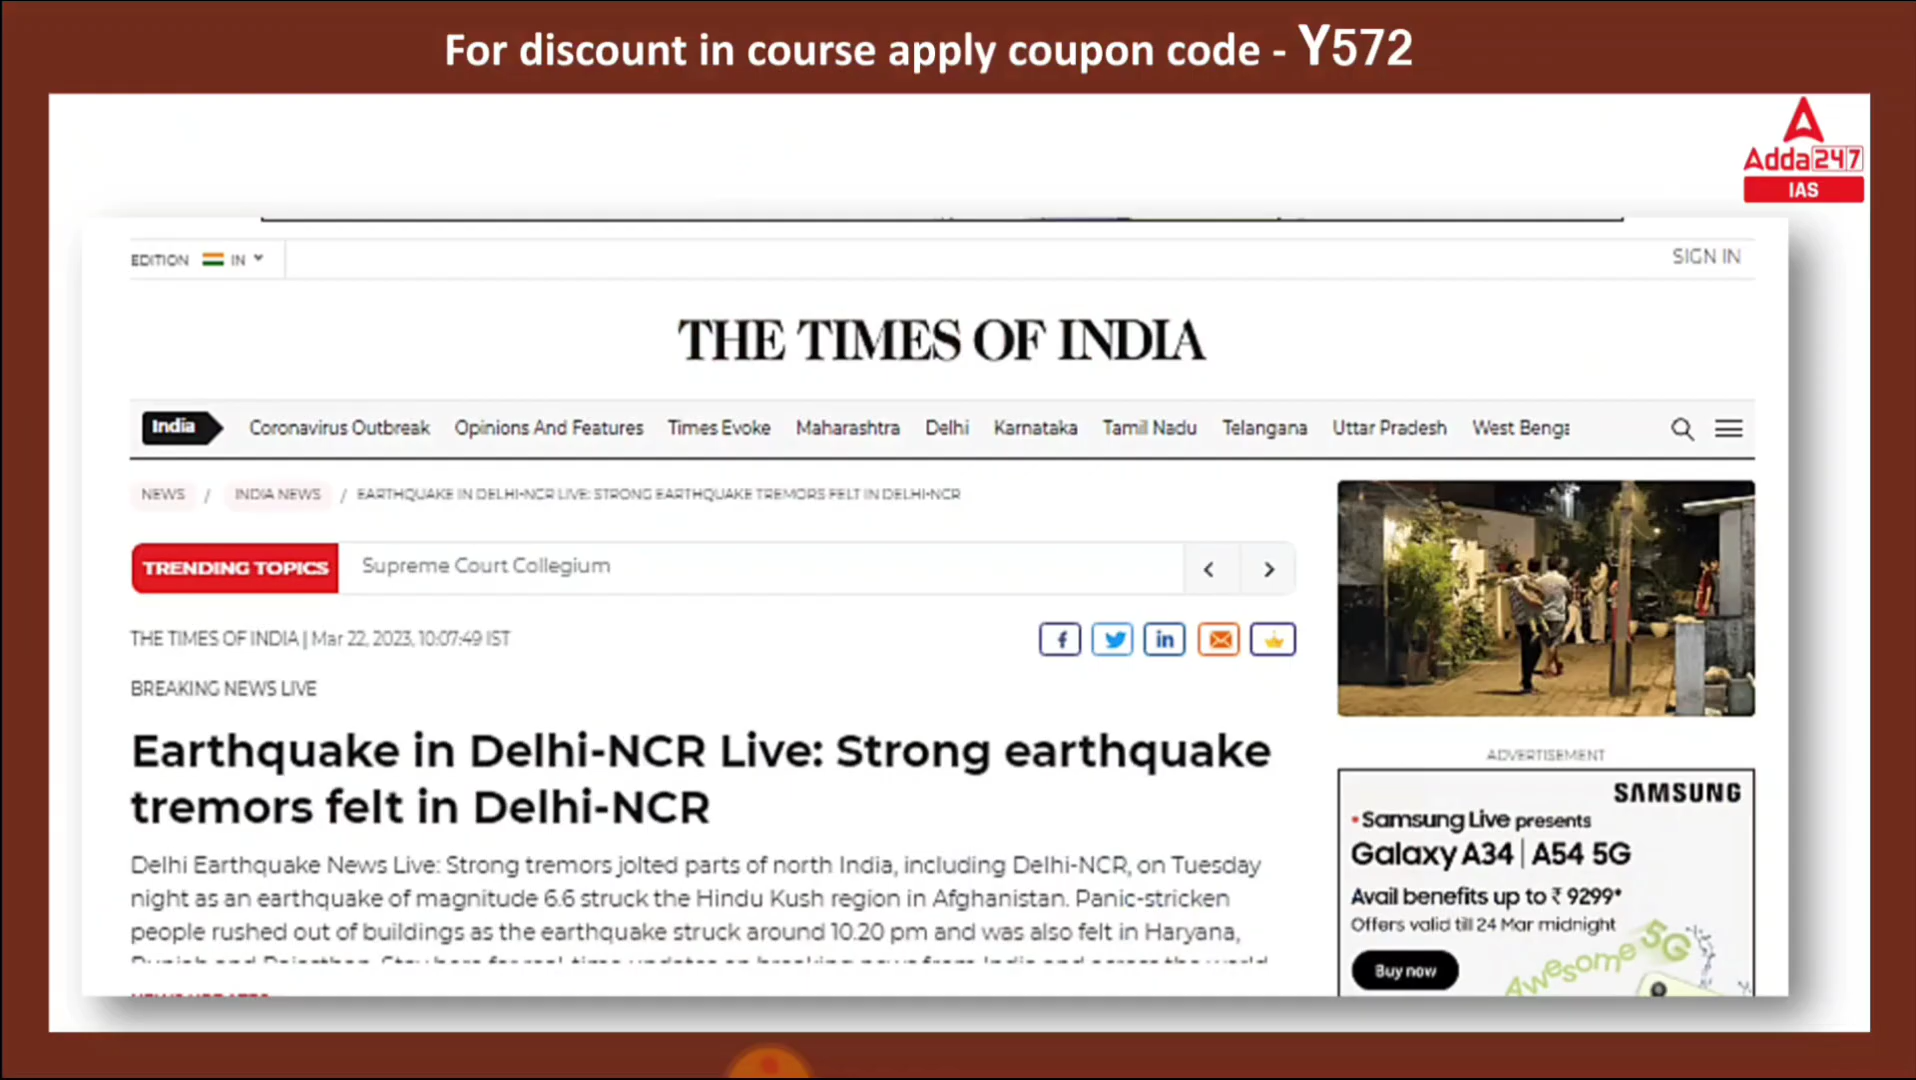 For discount in course apply coupon code - Y572
Adda247
IAS
EDITION IN
SIGN IN
THE TIMES OF INDIA
India Coronavirus Outbreak Opinions And Features Times Evoke Maharashtra Delhi Karnataka Tamil Nadu Telangana Uttar Pradesh West Benga
NEWS / INDIA NEWS / EARTHQUAKE IN DELHI-NCR LIVE: STRONG EARTHQUAKE TREMORS FELT IN DELHI-NCR
TRENDING TOPICS Supreme Court Collegium
THE TIMES OF INDIA | Mar 22, 2023, 10:07:49 IST
BREAKING NEWS LIVE
Earthquake in Delhi-NCR Live: Strong earthquake
tremors felt in Delhi-NCR
Delhi Earthquake News Live: Strong tremors jolted parts of north India, including Delhi-NCR, on Tuesday
night as an earthquake of magnitude 6.6 struck the Hindu Kush region in Afghanistan. Panic-stricken
people rushed out of buildings as the earthquake struck around 10.20 pm and was also felt in Haryana,
ADVERTISEMENT
SAMSUNG
Samsung Live presents
Galaxy A34 | A54 5G
Avail benefits up to ₹ 9299*
Offers valid till 24 Mar midnight
Buy now
Awesome 5G